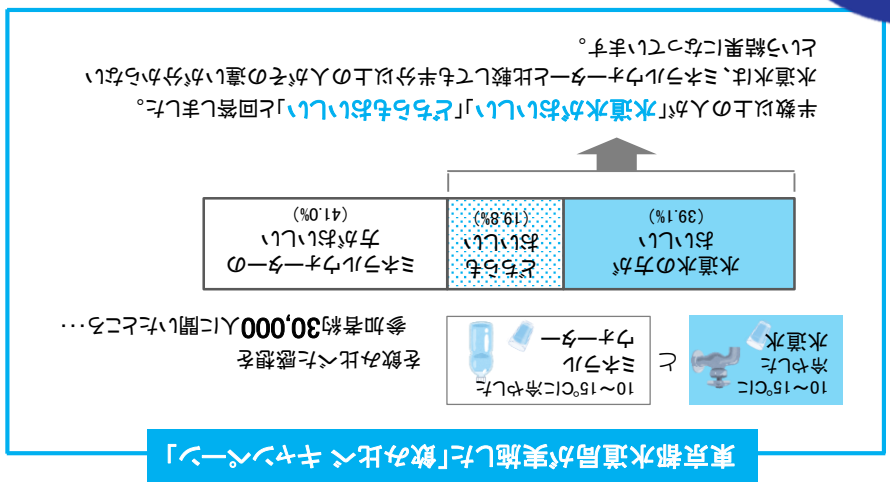 東京都水道局が実施した「飲み比べ キャンペーン」
10〜15℃に
冷やした
水道水
と
10〜15℃に冷やした
ミネラル
ウォーター
を飲み比べた感想を
参加者約30,000人に聞いたところ・・・
水道水の方が
おいしい
(39.1%)
どちらも
おいしい
(19.8%)
ミネラルウォーターの
方がおいしい
(41.0%)
半数以上の人が「水道水がおいしい」「どちらもおいしい」と回答しました。
水道水は、ミネラルウォーターと比較しても半分以上の人がその違いが分からない
という結果になっています。